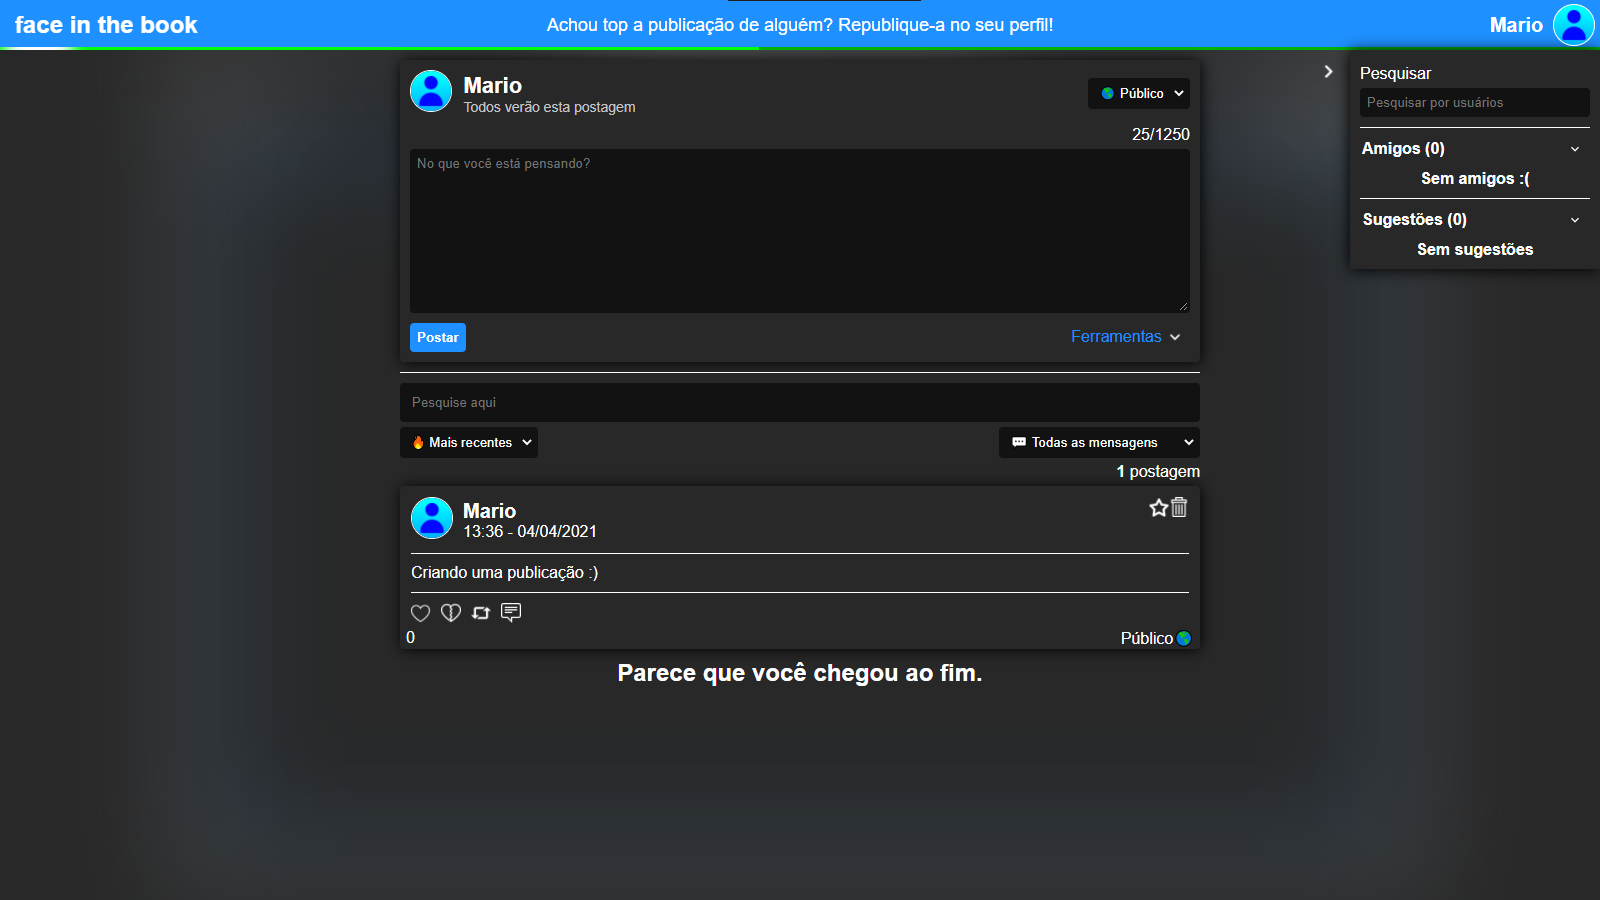 face in the book
Achou top a publicação de alguém? Republique-a no seu perfil!
Mario
Mario
Todos verão esta postagem
Público
25/1250
No que você está pensando?
Postar
Ferramentas
Pesquise aqui
Mais recentes
Todas as mensagens
1 postagem
Mario
13:36 - 04/04/2021
Criando uma publicação :)
0
Público
Parece que você chegou ao fim.
Pesquisar
Pesquisar por usuários
Amigos (0)
Sem amigos :(
Sugestões (0)
Sem sugestões